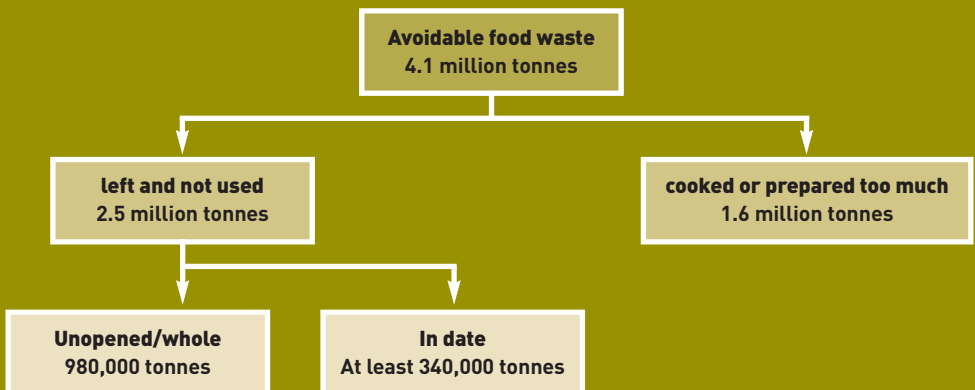 Avoidable food waste
4.1 million tonnes
left and not used
2.5 million tonnes
cooked or prepared too much
1.6 million tonnes
Unopened/whole
980,000 tonnes
In date
At least 340,000 tonnes